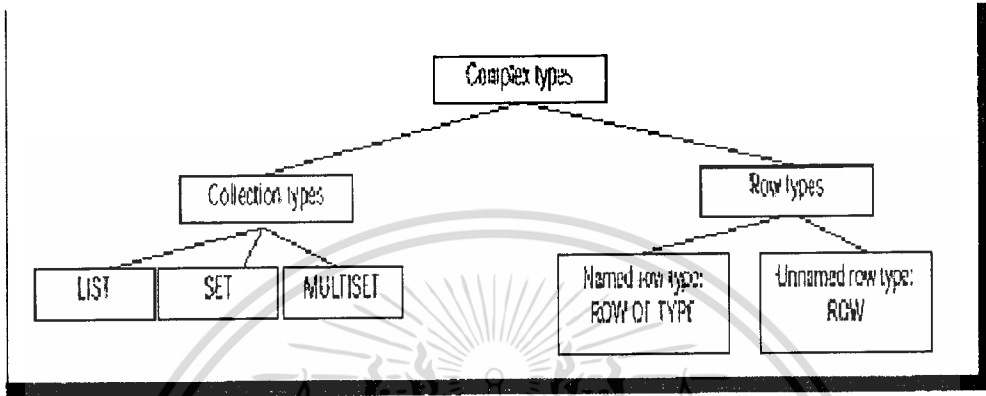 Complex types
Collection types
Row types
LIST
SET
MULTISET
Named row type:
ROW OF TYPE
Unnamed row type:
ROW